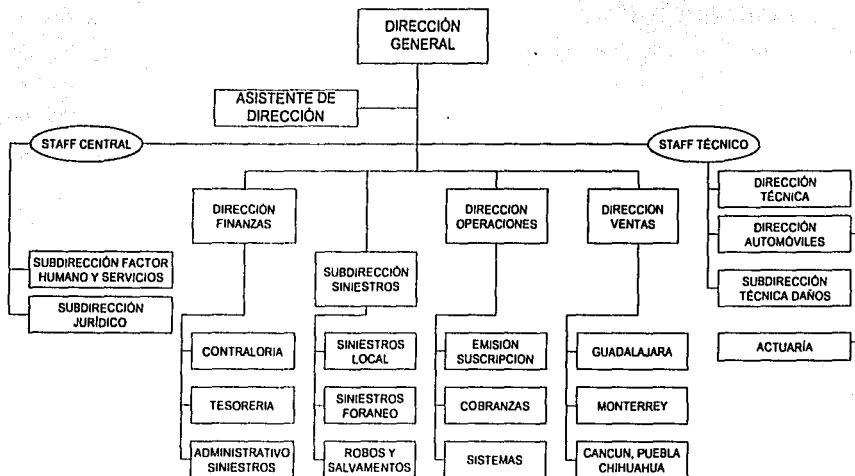 DIRECCIÓN
GENERAL
ASISTENTE DE
DIRECCIÓN
STAFF CENTRAL
STAFF TÉCNICO
DIRECCIÓN
FINANZAS
SUBDIRECCIÓN
SINIESTROS
DIRECCION
OPERACIONES
DIRECCION
VENTAS
DIRECCIÓN
TÉCNICA
DIRECCIÓN
AUTOMÓVILES
SUBDIRECCIÓN
TÉCNICA DAÑOS
ACTUARÍA
SUBDIRECCIÓN FACTOR
HUMANO Y SERVICIOS
SUBDIRECCIÓN
JURÍDICO
CONTRALORIA
TESORERIA
ADMINISTRATIVO
SINIESTROS
SINIESTROS
LOCAL
SINIESTROS
FORANEO
ROBOS Y
SALVAMENTOS
EMISION
SUSCRIPCION
COBRANZAS
SISTEMAS
GUADALAJARA
MONTERREY
CANCUN, PUEBLA
CHIHUAHUA